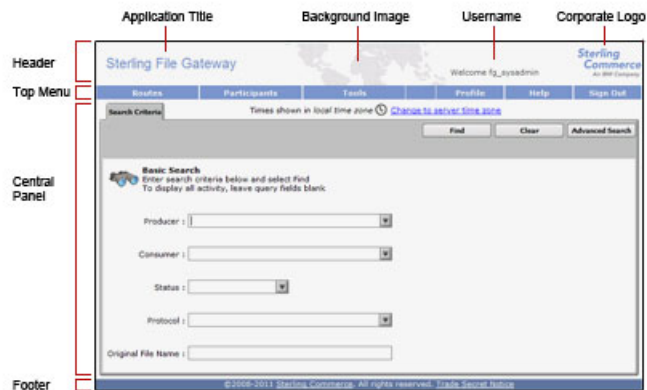 Application Title Background Image Username Corporate Logo
Header
Sterling File Gateway
Welcome fg_sysadmin
Sterling
Commerce
An IBM Company
Top Menu
Routes Participants Tools Profile Help Sign Out
Search Criteria
Times shown in local time zone Change to server time zone
Find Clear Advanced Search
Central
Panel
Basic Search
Enter search criteria below and select Find
To display all activity, leave query fields blank
Producer :
Consumer :
Status :
Protocol :
Original File Name :
Footer
©2008-2011 Sterling Commerce. All rights reserved. Trade Secret Notice